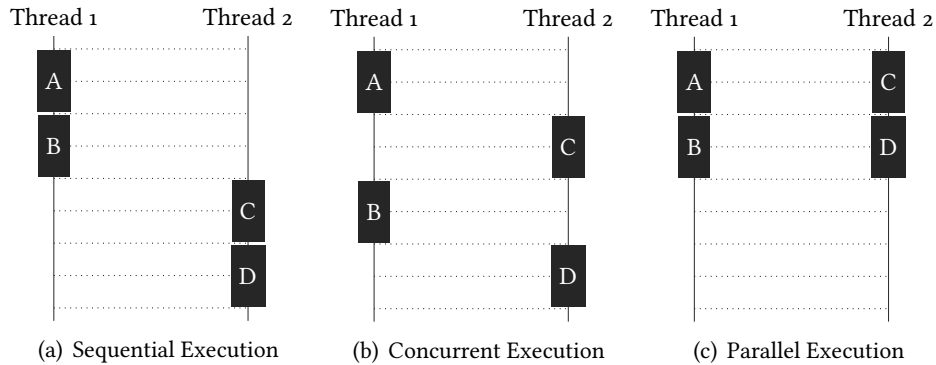 Thread 1 Thread 2
A
B
C
D
(a) Sequential Execution
Thread 1 Thread 2
A
C
B
D
(b) Concurrent Execution
Thread 1 Thread 2
A C
B D
(c) Parallel Execution